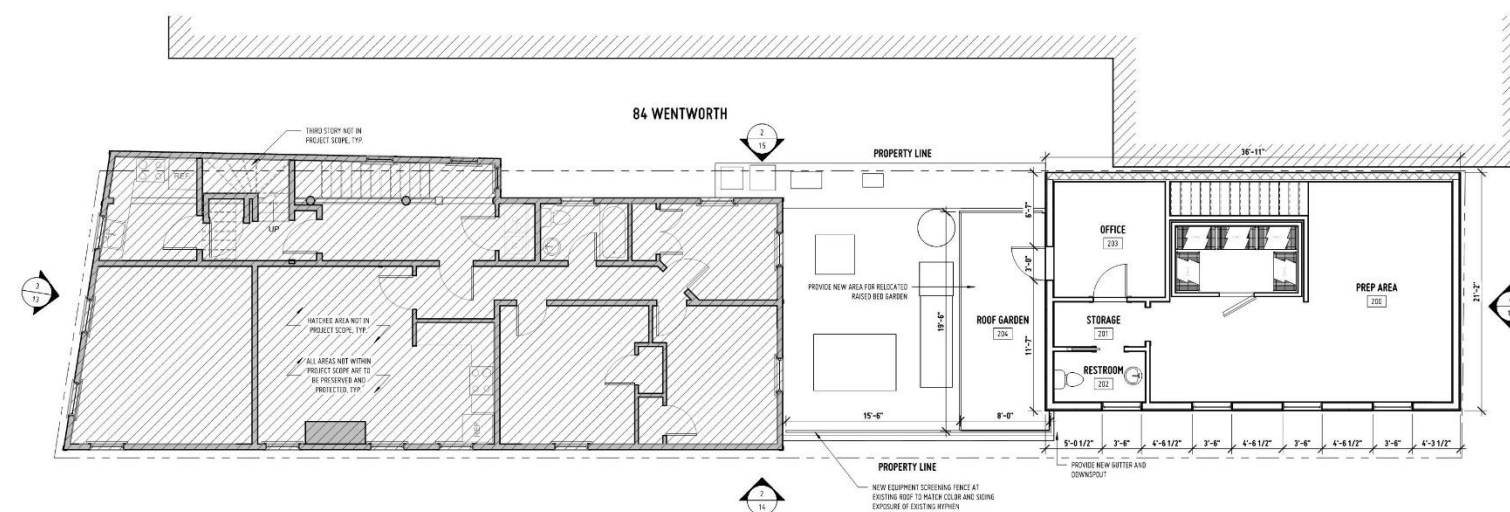 84 WENTWORTH
THIRD STORY NOT IN
PROJECT SCOPE, TYP.
2
15
PROPERTY LINE
36'-11"
REF
UP
3
13
6'-7"
3'-0"
11'-7"
OFFICE
203
PREP AREA
200
21'-2"
PROVIDE NEW AREA FOR RELOCATED
RAISED BED GARDEN
19'-6"
ROOF GARDEN
204
STORAGE
201
RESTROOM
202
HATCHED AREA NOT IN
PROJECT SCOPE, TYP.
ALL AREAS NOT WITHIN
PROJECT SCOPE ARE TO
BE PRESERVED AND
PROTECTED, TYP.
REF
15'-6"
8'-0"
5'-0 1/2"
3'-6"
4'-6 1/2"
3'-6"
4'-6 1/2"
3'-6"
4'-6 1/2"
3'-6"
4'-3 1/2"
PROPERTY LINE
PROVIDE NEW GUTTER AND
DOWNSPOUT
2
14
NEW EQUIPMENT SCREENING FENCE AT
EXISTING ROOF TO MATCH COLOR AND SIDING
EXPOSURE OF EXISTING HYPHEN